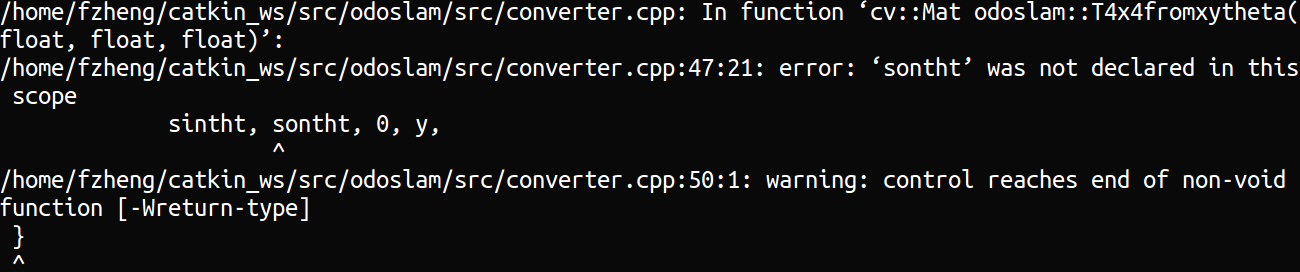 /home/fzheng/catkin_ws/src/odoslam/src/converter.cpp: In function ‘cv::Mat odoslam::T4x4fromxytheta(
float, float, float)’:
/home/fzheng/catkin_ws/src/odoslam/src/converter.cpp:47:21: error: ‘sontht’ was not declared in this
 scope
            sintht, sontht, 0, y,
                    ^
/home/fzheng/catkin_ws/src/odoslam/src/converter.cpp:50:1: warning: control reaches end of non-void
function [-Wreturn-type]
 }
 ^